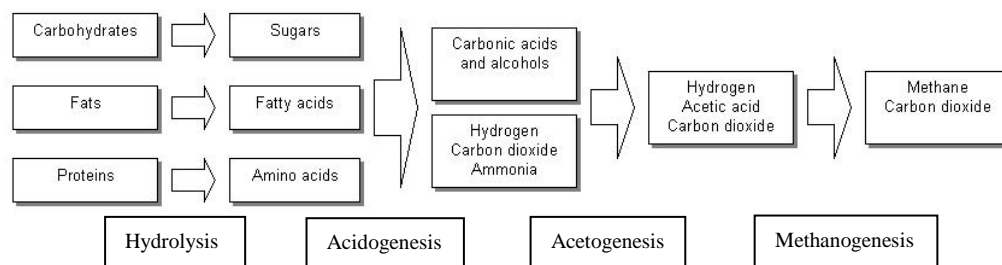 Carbohydrates
Sugars
Fats
Fatty acids
Proteins
Amino acids
Carbonic acids
and alcohols
Hydrogen
Carbon dioxide
Ammonia
Hydrogen
Acetic acid
Carbon dioxide
Methane
Carbon dioxide
Hydrolysis
Acidogenesis
Acetogenesis
Methanogenesis